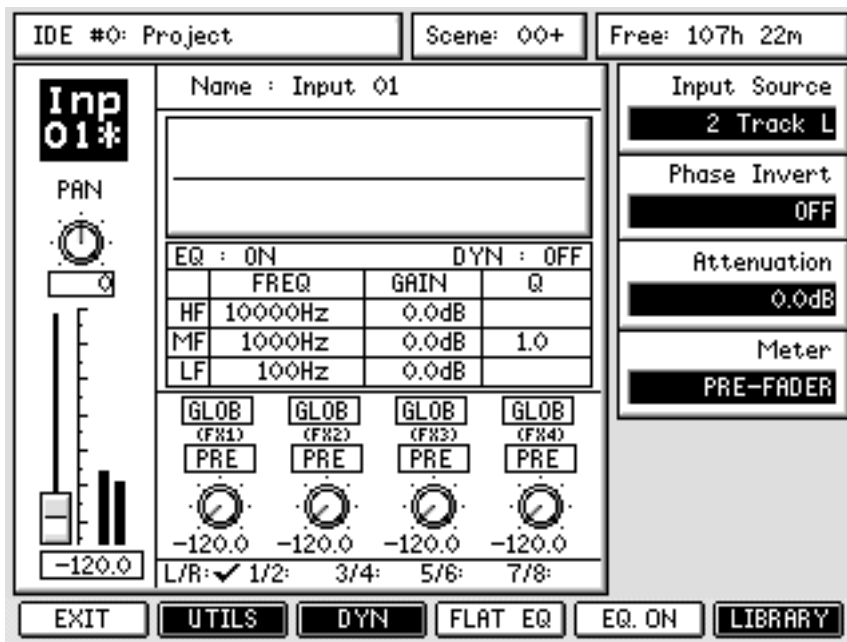 IDE #0: Project
Scene: 00+
Free: 107h 22m
Inp
01*
PAN
0
-120.0
Name : Input 01
EQ : ON DYN : OFF
FREQ GAIN Q
HF 10000Hz 0.0dB
MF 1000Hz 0.0dB 1.0
LF 100Hz 0.0dB
GLOB GLOB GLOB GLOB
(FX1) (FX2) (FX3) (FX4)
PRE PRE PRE PRE
-120.0 -120.0 -120.0 -120.0
L/R:✓ 1/2: 3/4: 5/6: 7/8:
Input Source
2 Track L
Phase Invert
OFF
Attenuation
0.0dB
Meter
PRE-FADER
EXIT UTILS DYN FLAT EQ EQ. ON LIBRARY